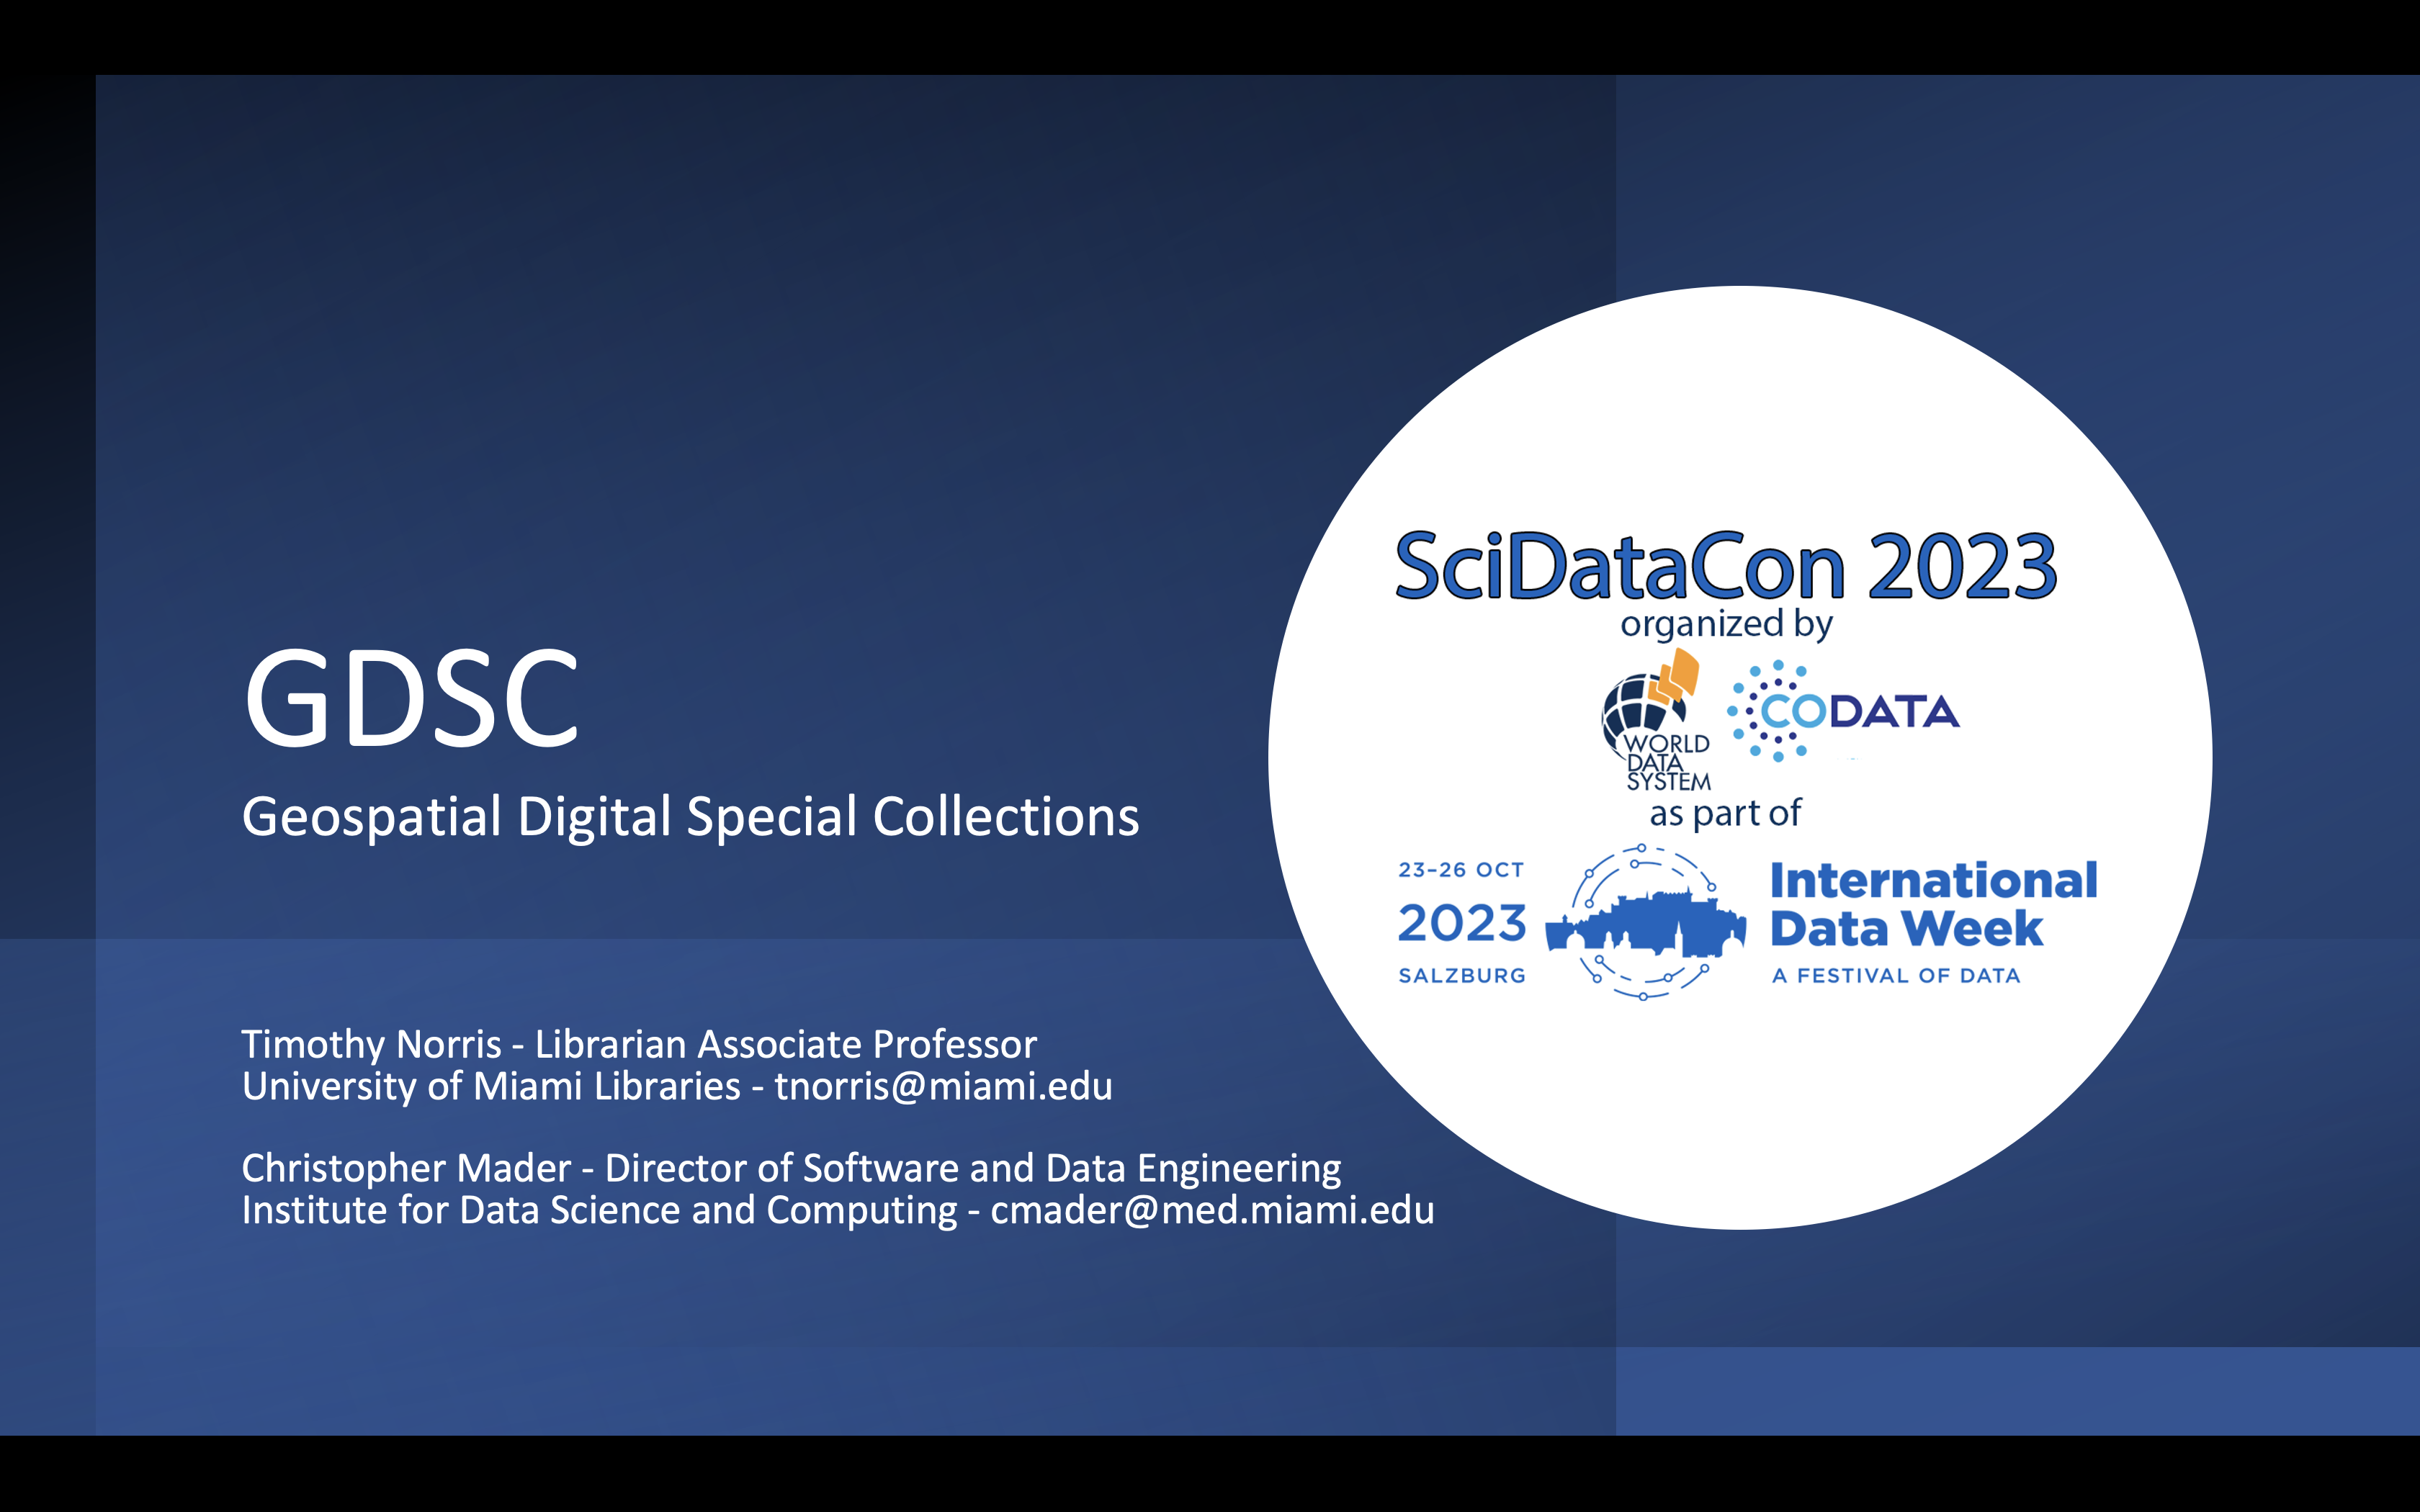 GDSC
Geospatial Digital Special Collections
Timothy Norris - Librarian Associate Professor
University of Miami Libraries - tnorris@miami.edu
Christopher Mader - Director of Software and Data Engineering
Institute for Data Science and Computing - cmader@med.miami.edu
SciDataCon 2023
organized by
WORLD
DATA
SYSTEM
CODATA
as part of
23-26 OCT
2023
SALZBURG
International
Data Week
A FESTIVAL OF DATA